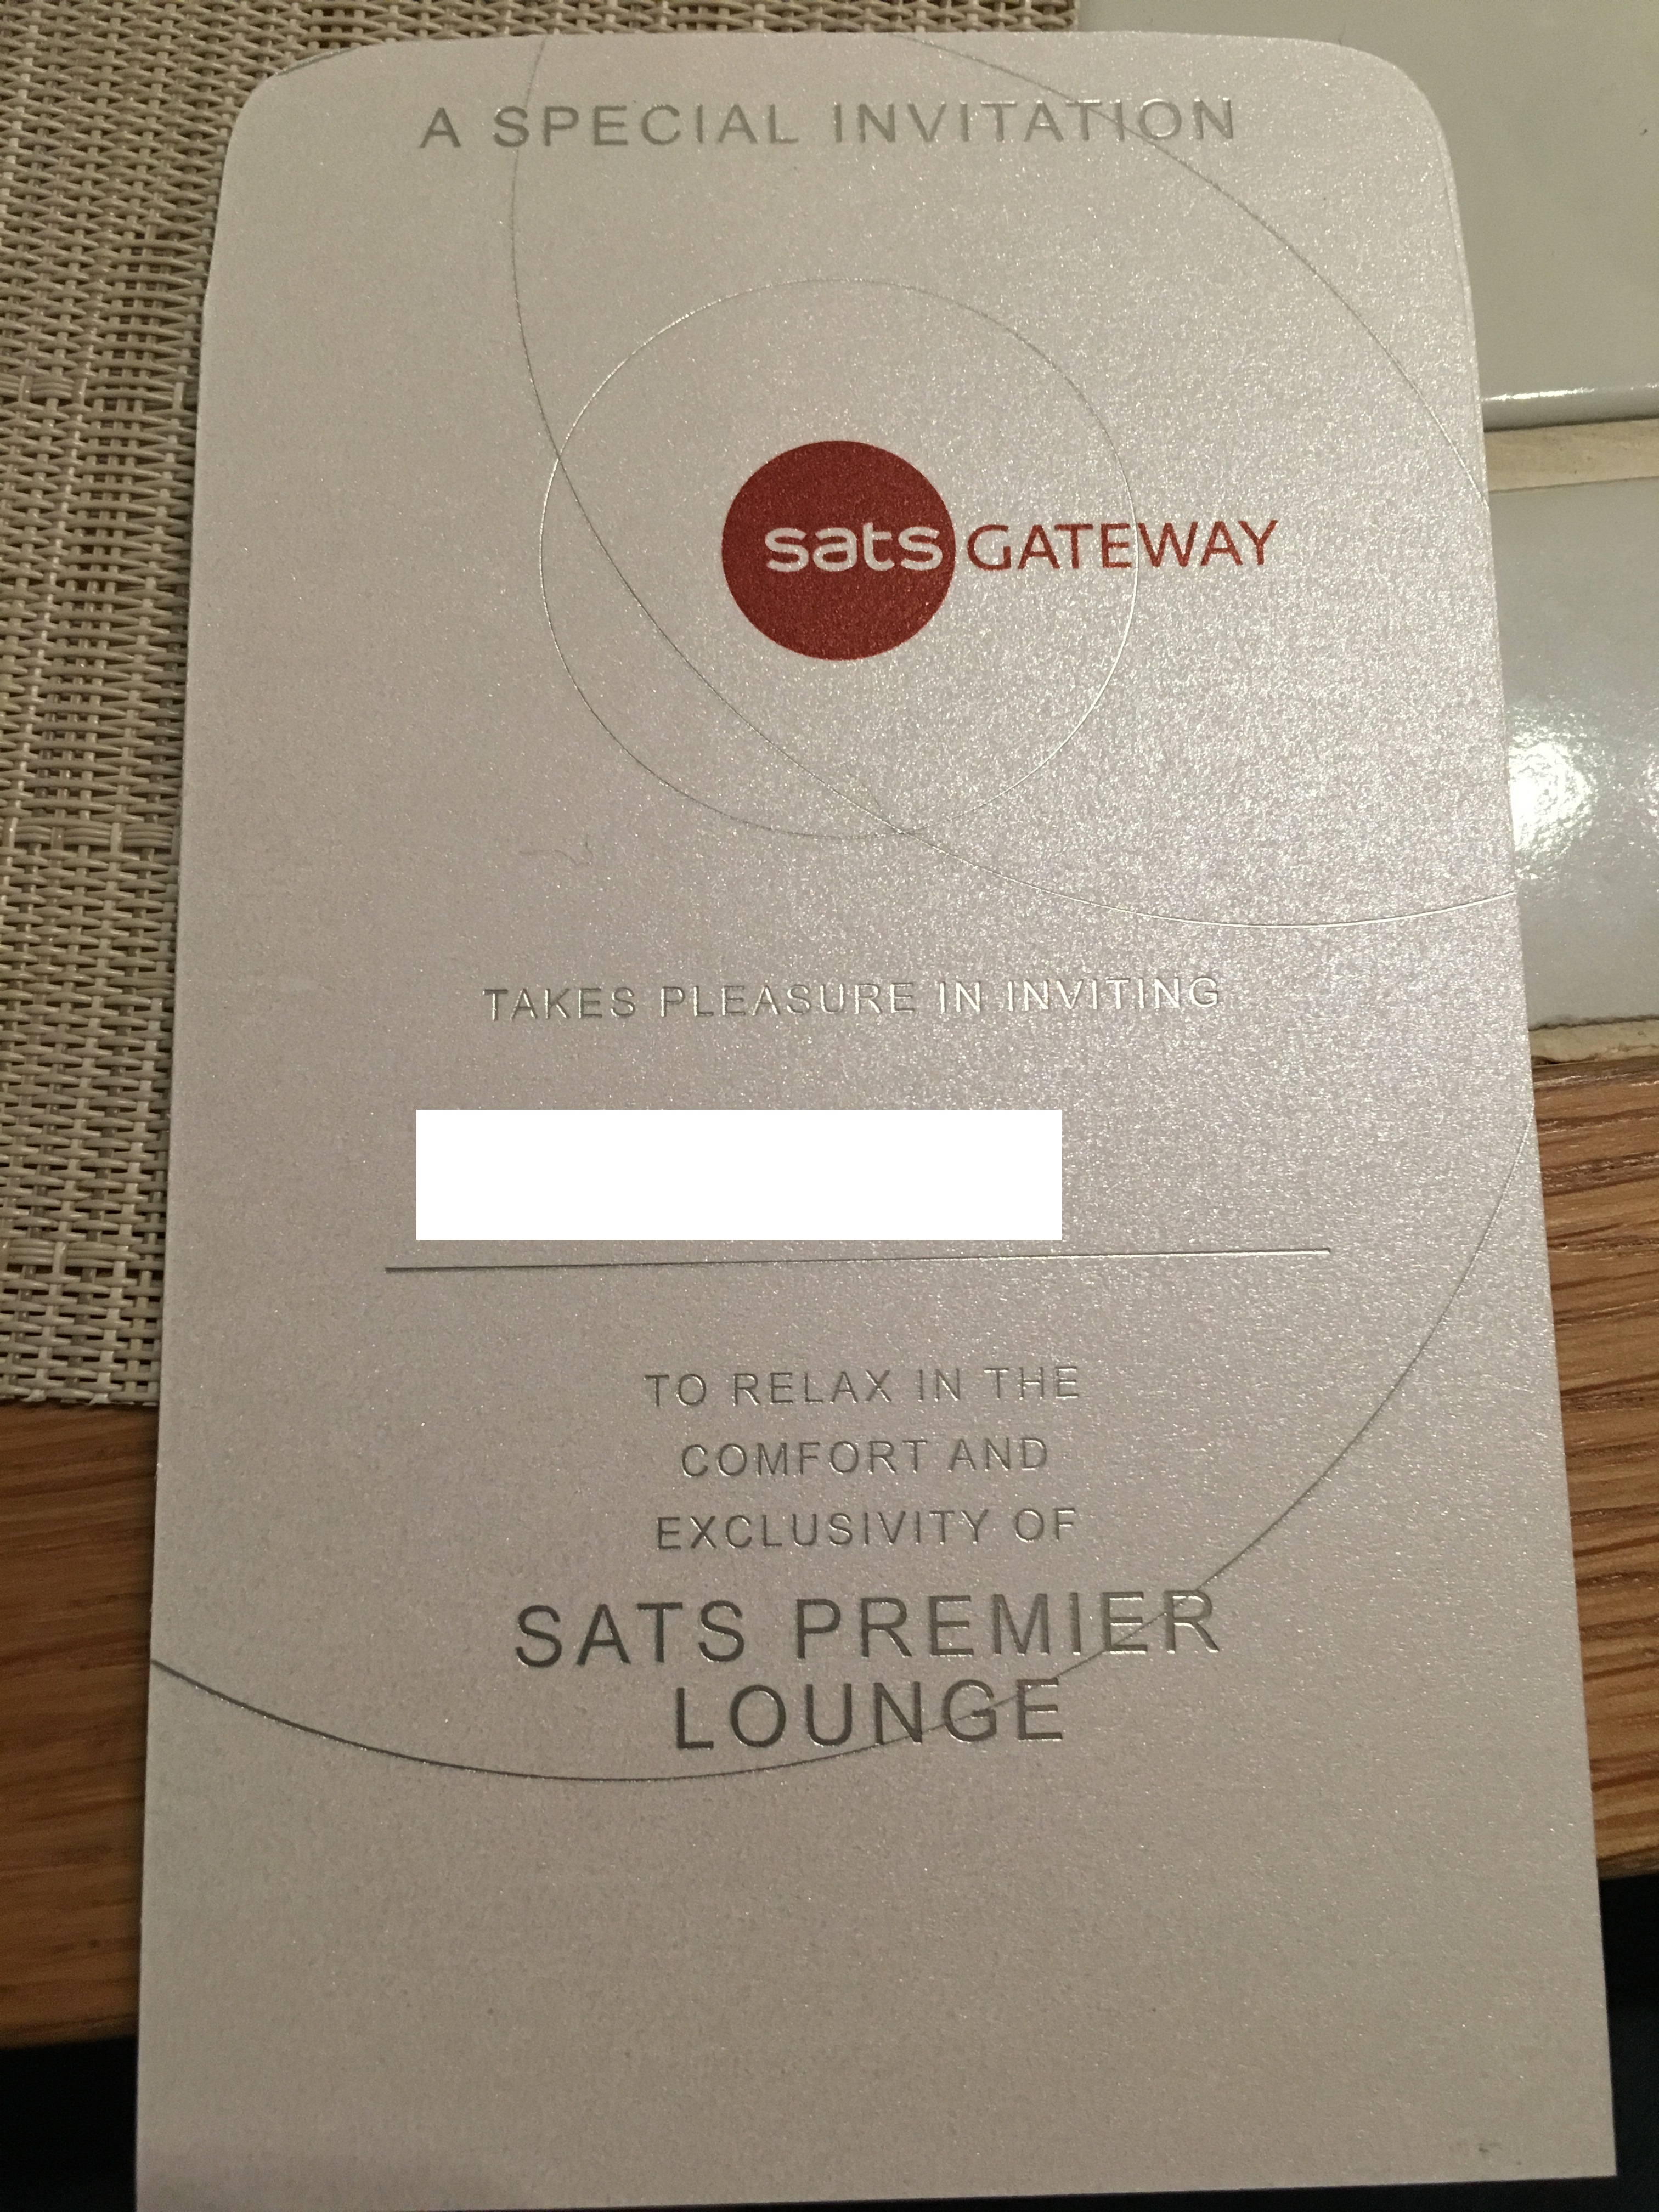 A SPECIAL INVITATION
sats GATEWAY
TAKES PLEASURE IN INVITING
TO RELAX IN THE
COMFORT AND
EXCLUSIVITY OF
SATS PREMIER
LOUNGE